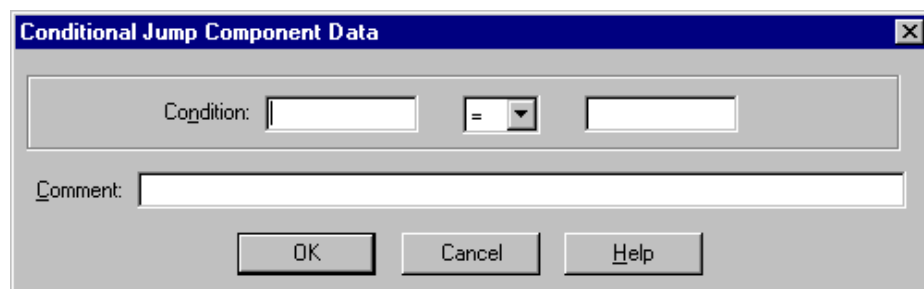 Conditional Jump Component Data
Condition: =
Comment:
OK Cancel Help